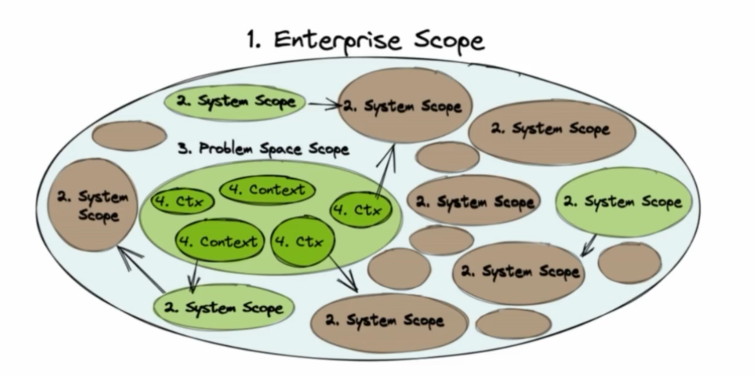 1. Enterprise Scope
2. System Scope
2. System Scope
2. System Scope
3. Problem Space Scope
2. System
Scope
4. Ctx
4. Context
4. Ctx
2. System Scope
2. System Scope
4. Context
4. Ctx
2. System Scope
2. System Scope
2. System Scope